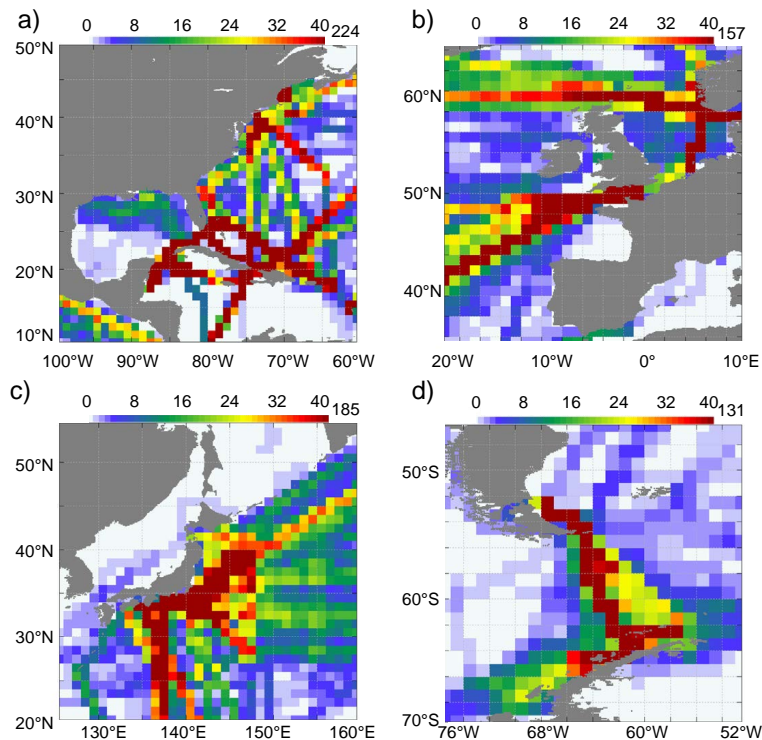 a)
0 8 16 24 32 40 224
50°N
40°N
30°N
20°N
10°N
100°W 90°W 80°W 70°W 60°W
b)
0 8 16 24 32 40 157
60°N
50°N
40°N
20°W 10°W 0° 10°E
c)
0 8 16 24 32 40 185
50°N
40°N
30°N
20°N
130°E 140°E 150°E 160°E
d)
0 8 16 24 32 40 131
50°S
60°S
70°S
76°W 68°W 60°W 52°W